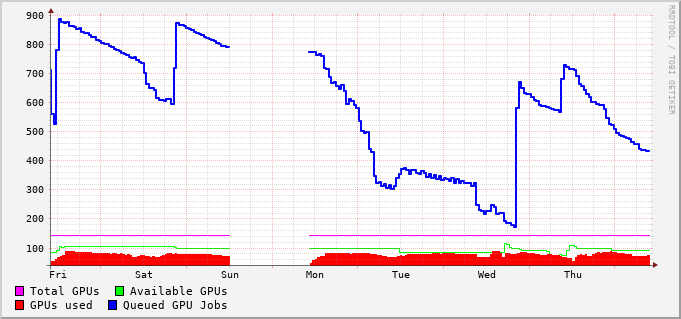 900
800
700
600
500
400
300
200
100
Fri Sat Sun Mon Tue Wed Thu
Total GPUs Available GPUs
GPUs used Queued GPU Jobs
RRDTOOL / TOBI OETIKER